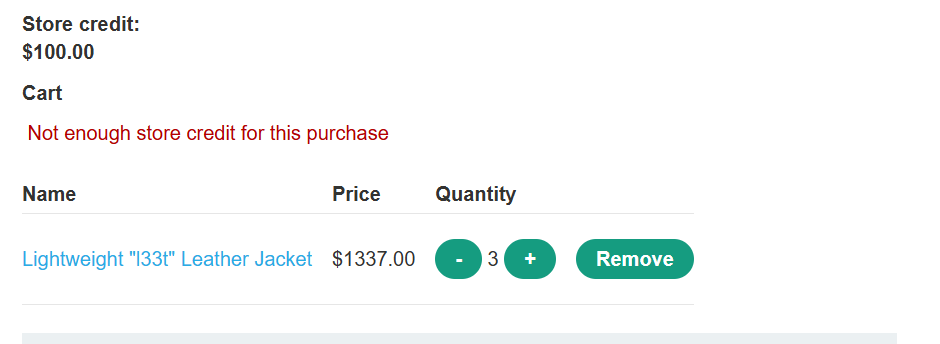 Store credit:
$100.00
Cart
Not enough store credit for this purchase
Name Price Quantity
Lightweight "l33t" Leather Jacket $1337.00 - 3 + Remove